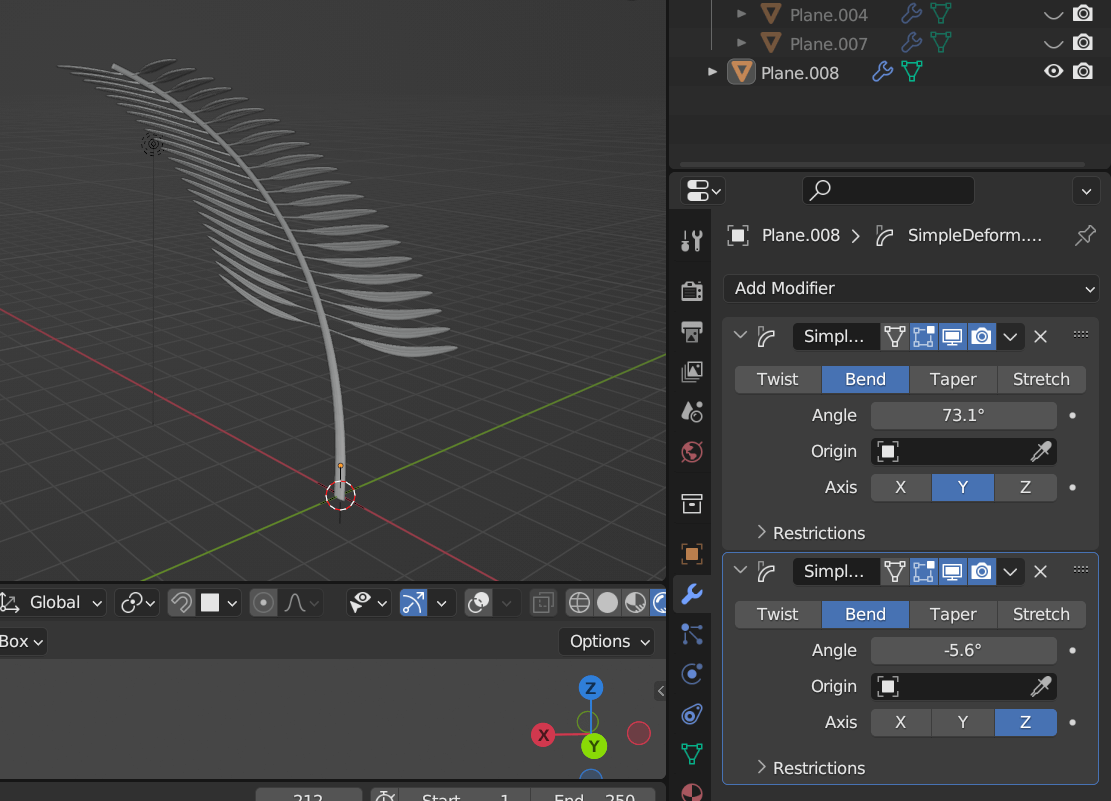 Plane.004
Plane.007
Plane.008
Plane.008 > SimpleDeform....
Add Modifier
Simpl...
Twist Bend Taper Stretch
Angle 73.1°
Origin
Axis X Y Z
Restrictions
Simpl...
Twist Bend Taper Stretch
Angle -5.6°
Origin
Axis X Y Z
Restrictions
Global
Box
Options
Z
X
Y
212 Start 1 End 250